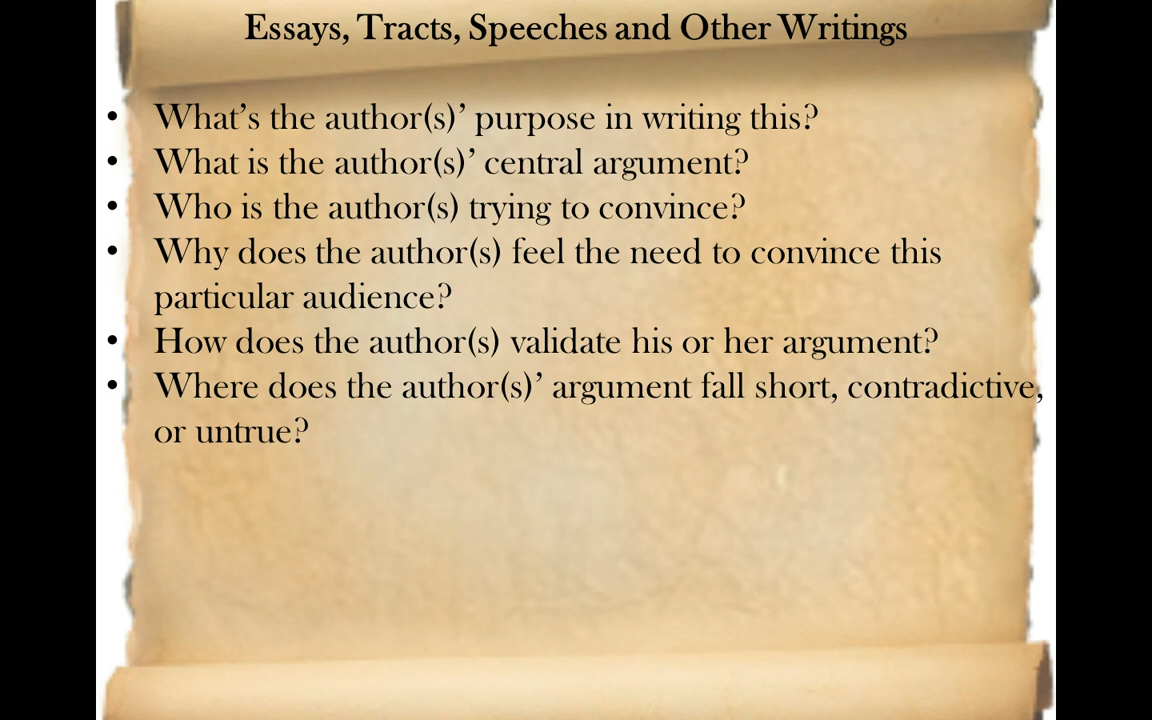 Essays, Tracts, Speeches and Other Writings
• What’s the author(s)’ purpose in writing this?
• What is the author(s)’ central argument?
• Who is the author(s) trying to convince?
• Why does the author(s) feel the need to convince this
particular audience?
• How does the author(s) validate his or her argument?
• Where does the author(s)’ argument fall short, contradictive,
or untrue?